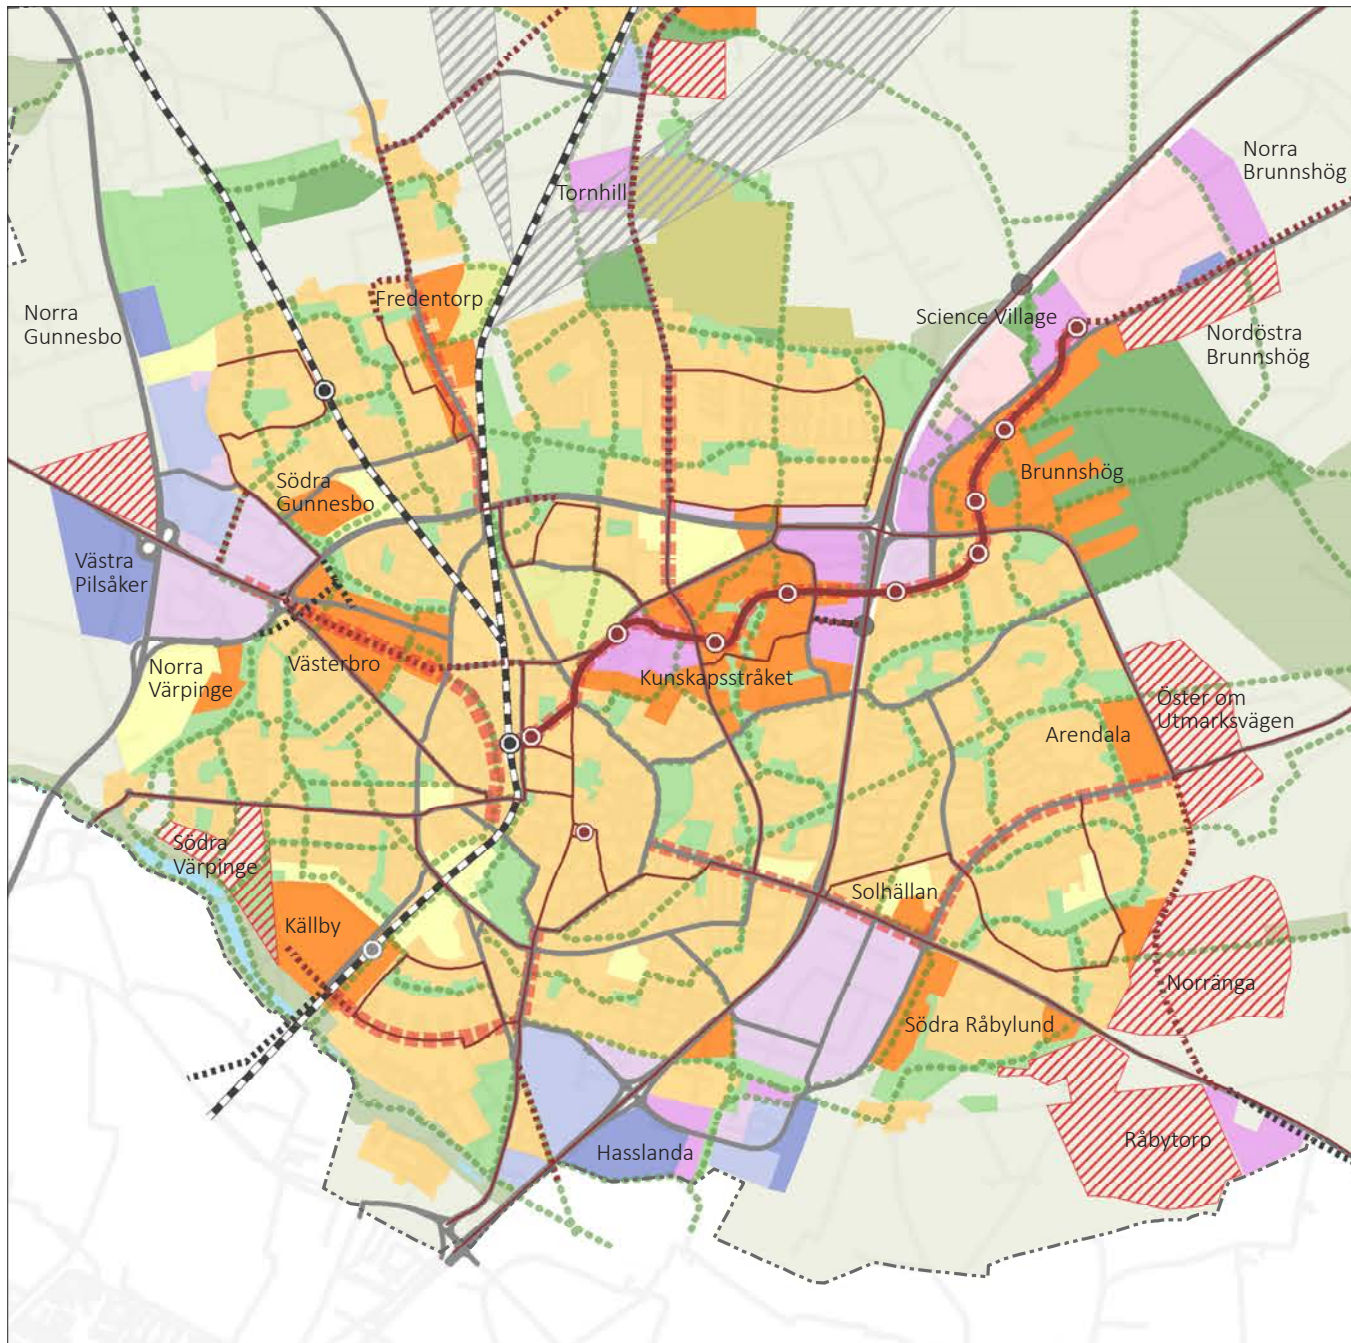 Tornhill
Norra
Brunnshög
Fredentorp
Norra
Gunnesbo
Science Village
Nordöstra
Brunnshög
Södra
Gunnesbo
Brunnshög
Västra
Pilsåker
Norra
Värpinge
Västerbro
Kunskapsstråket
Öster om
Utmarksvägen
Arendala
Södra
Värpinge
Solhällan
Källby
Norränga
Södra Råbylund
Hasslanda
Råbytorp